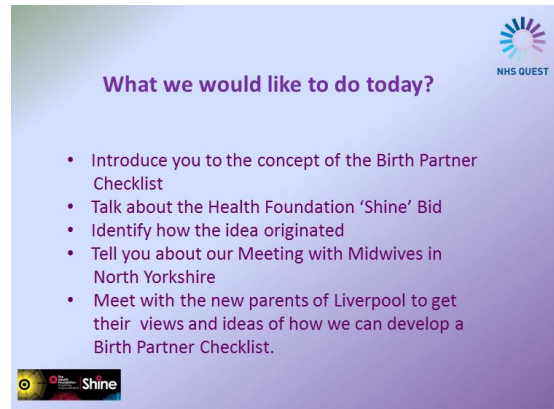 NHS QUEST
What we would like to do today?
• Introduce you to the concept of the Birth Partner
Checklist
• Talk about the Health Foundation ‘Shine’ Bid
• Identify how the idea originated
• Tell you about our Meeting with Midwives in
North Yorkshire
• Meet with the new parents of Liverpool to get
their views and ideas of how we can develop a
Birth Partner Checklist.
The
Health
Foundation
Shine